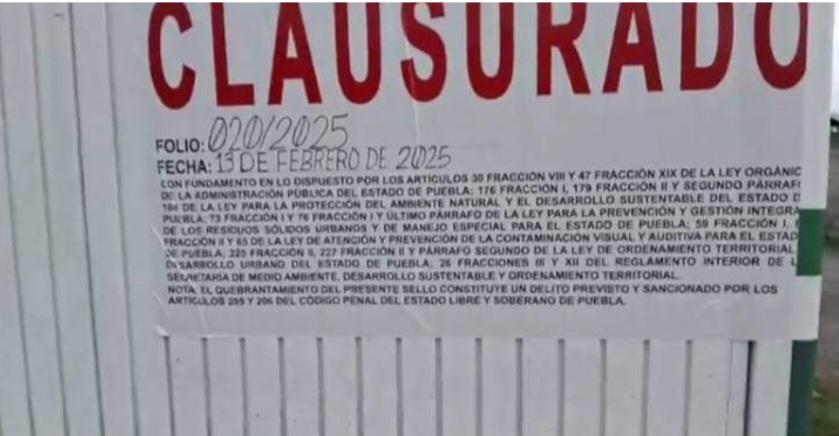 CLAUSURADO
FOLIO: 020/2025
FECHA: 13 DE FEBRERO DE 2025
CON FUNDAMENTO EN LO DISPUESTO POR LOS ARTICULOS 30 FRACCIÓN VIII Y 47 FRACCIÓN XIX DE LA LEY ORGÁNIC
DE LA ADMINISTRACIÓN PÚBLICA DEL ESTADO DE PUEBLA; 176 FRACCIÓN I, 179 FRACCIÓN II Y SEGUNDO PÁRRAF
DE LA LEY PARA LA PROTECCIÓN DEL AMBIENTE NATURAL Y EL DESARROLLO SUSTENTABLE DEL ESTADO D
PUEBLA; 73 FRACCIÓN I Y 76 FRACCIÓN I Y ÚLTIMO PÁRRAFO DE LA LEY PARA LA PREVENCIÓN Y GESTIÓN INTEGRA
DE LOS RESIDUOS SÓLIDOS URBANOS Y DE MANEJO ESPECIAL PARA EL ESTADO DE PUEBLA; 59 FRACCIÓN I,
FRACCIÓN II Y 65 DE LA LEY DE ATENCIÓN Y PREVENCIÓN DE LA CONTAMINACIÓN VISUAL Y AUDITIVA PARA EL ESTAD
DE PUEBLA; 225 FRACCIÓN II, 227 FRACCIÓN II Y PÁRRAFO SEGUNDO DE LA LEY DE ORDENAMIENTO TERRITORIAL
DESARROLLO URBANO DEL ESTADO DE PUEBLA; 26 FRACCIONES III Y XII DEL REGLAMENTO INTERIOR DE L
SECRETARÍA DE MEDIO AMBIENTE, DESARROLLO SUSTENTABLE Y ORDENAMIENTO TERRITORIAL.
NOTA. EL QUEBRANTAMIENTO DEL PRESENTE SELLO CONSTITUYE UN DELITO PREVISTO Y SANCIONADO POR LOS
ARTÍCULOS 205 Y 206 DEL CÓDIGO PENAL DEL ESTADO LIBRE Y SOBERANO DE PUEBLA.